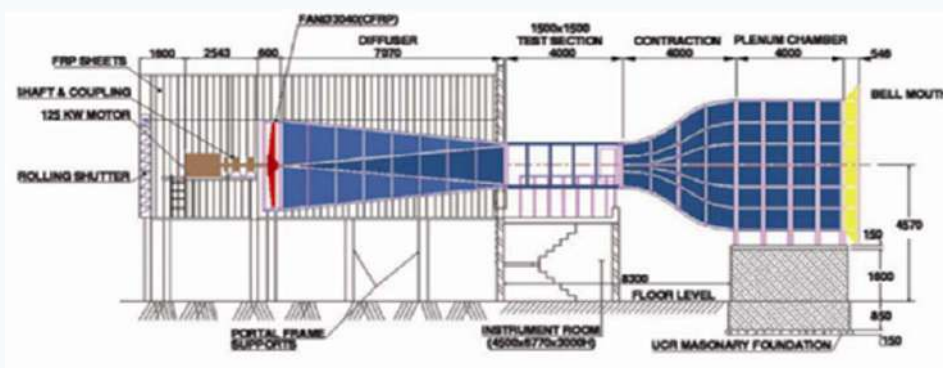 FAN∅3040(CFRP)
1500x1500
DIFFUSER
TEST SECTION
CONTRACTION
PLENUM CHAMBER
1600
2543
600
7070
4000
4000
4000
546
FRP SHEETS
SHAFT & COUPLING
125 KW MOTOR
ROLLING SHUTTER
BELL MOUTH
4570
150
1600
850
150
8300
FLOOR LEVEL
PORTAL FRAME
SUPPORTS
INSTRUMENT ROOM
(4500x6770x3000H)
UCR MASONARY FOUNDATION